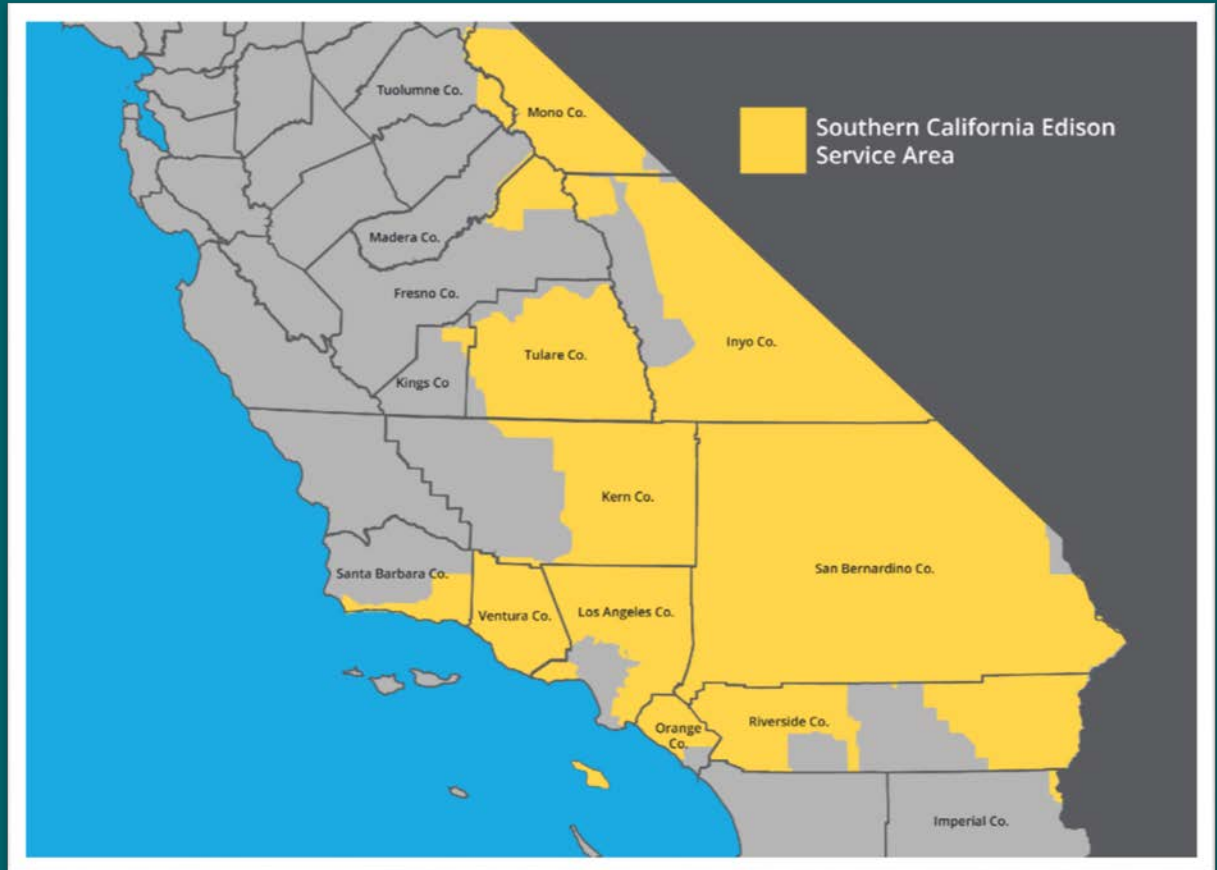 Tuolumne Co.
Mono Co.
Southern California Edison
Service Area
Madera Co.
Fresno Co.
Inyo Co.
Tulare Co.
Kings Co
Kern Co.
San Bernardino Co.
Santa Barbara Co.
Ventura Co.
Los Angeles Co.
Orange
Co.
Riverside Co.
Imperial Co.